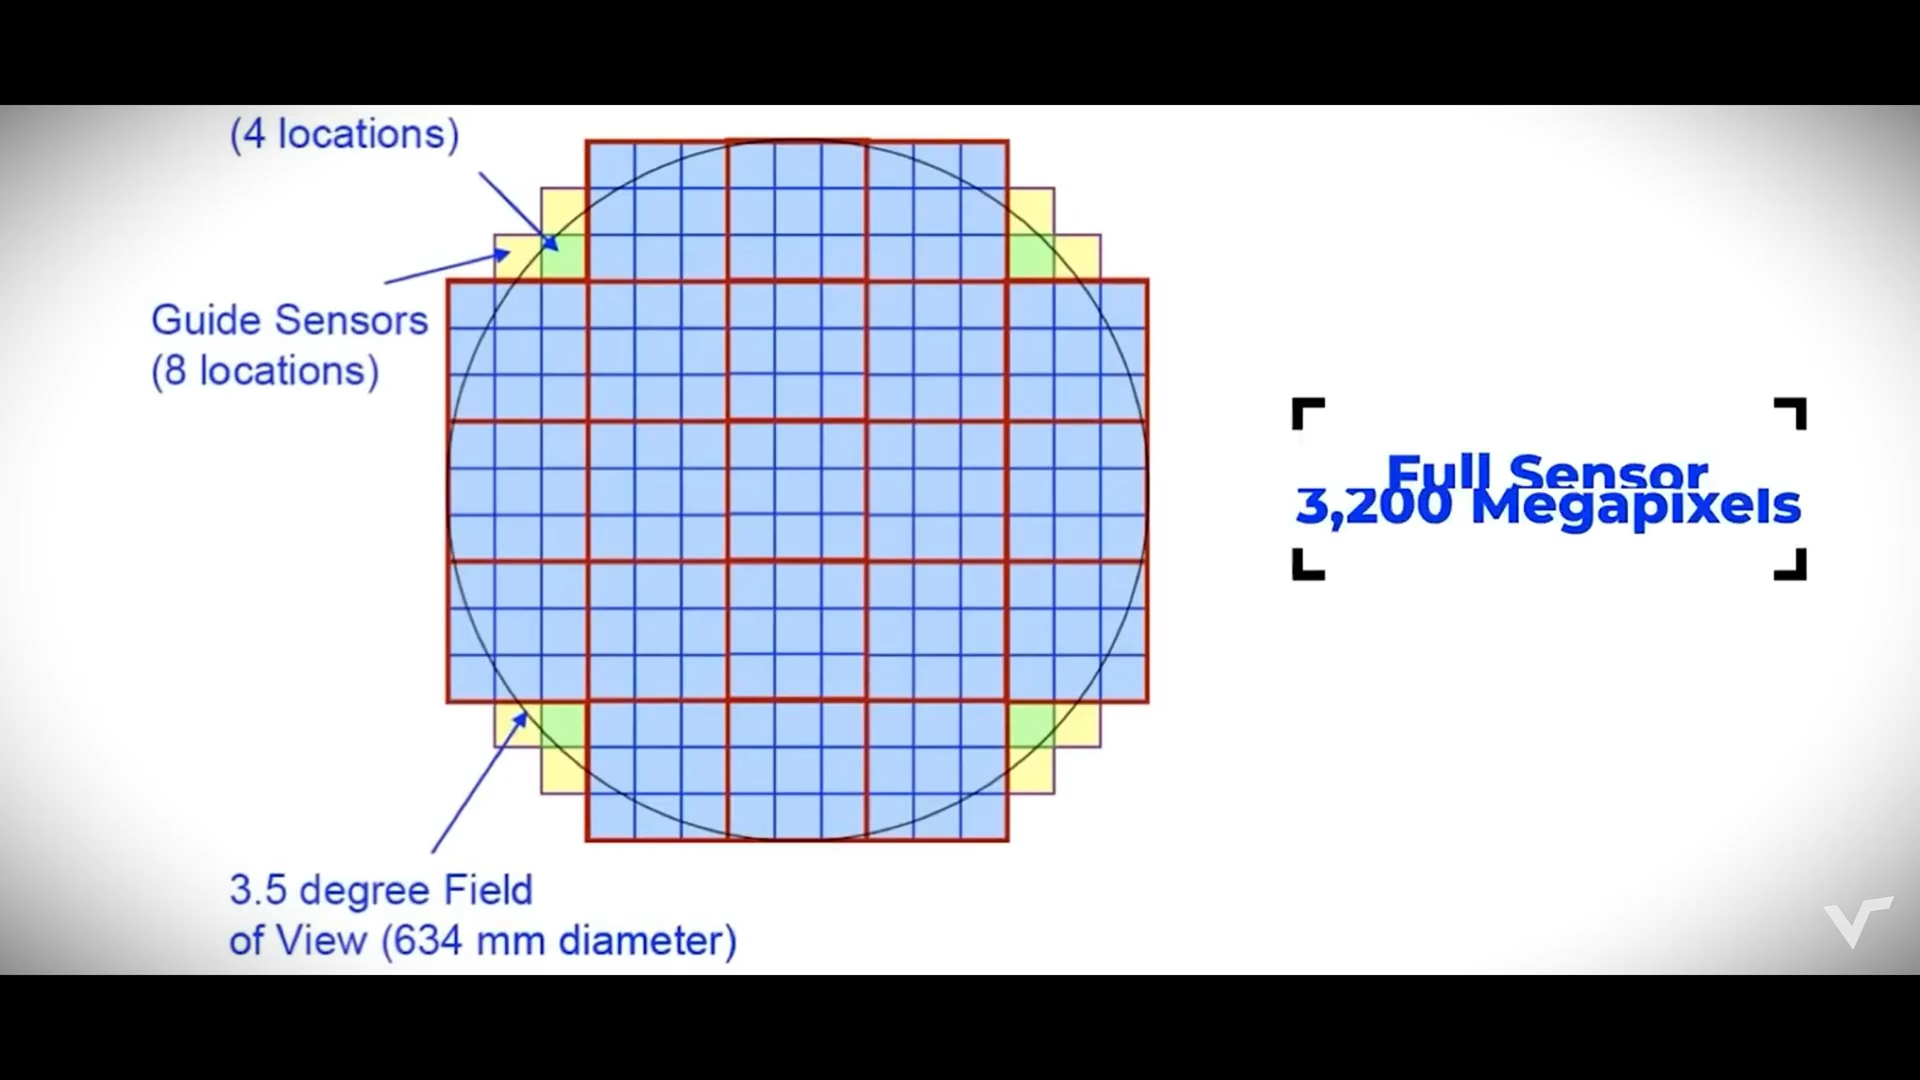 (4 locations)
Guide Sensors
(8 locations)
Full Sensor
3,200 Megapixels
3.5 degree Field
of View (634 mm diameter)